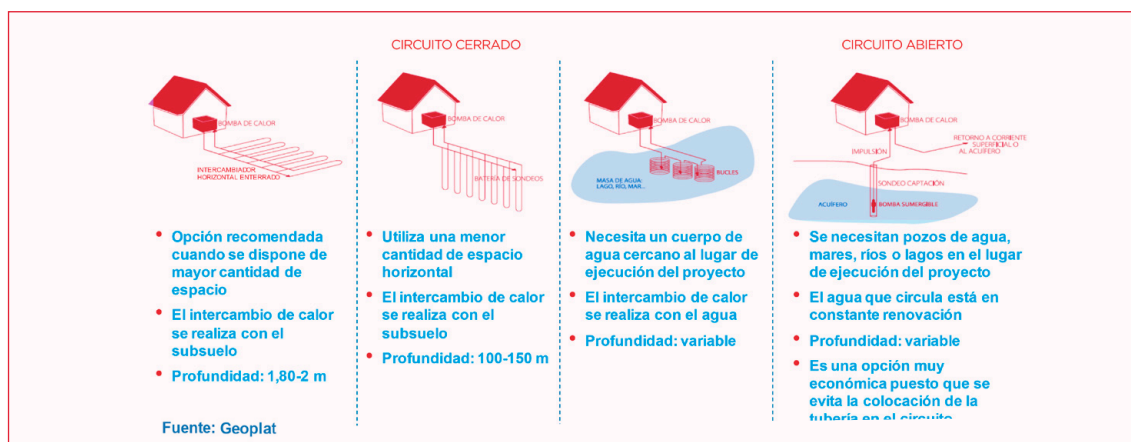 CIRCUITO CERRADO
CIRCUITO ABIERTO
BOMBA DE CALOR
INTERCAMBIADOR
HORIZONTAL ENTERRADO
• Opción recomendada
cuando se dispone de
mayor cantidad de
espacio
• El intercambio de calor
se realiza con el
subsuelo
• Profundidad: 1,80-2 m
BOMBA DE CALOR
BATERÍA DE SONDEOS
• Utiliza una menor
cantidad de espacio
horizontal
• El intercambio de calor
se realiza con el
subsuelo
• Profundidad: 100-150 m
BOMBA DE CALOR
MASA DE AGUA:
LAGO, RÍO, MAR...
BUCLES
• Necesita un cuerpo de
agua cercano al lugar de
ejecución del proyecto
• El intercambio de calor
se realiza con el agua
• Profundidad: variable
BOMBA DE CALOR
RETORNO A CORRIENTE
SUPERFICIAL O
AL ACUÍFERO
IMPULSIÓN
SONDEO CAPTACIÓN
ACUÍFERO
BOMBA SUMERGIBLE
• Se necesitan pozos de agua,
mares, ríos o lagos en el lugar
de ejecución del proyecto
• El agua que circula está en
constante renovación
• Profundidad: variable
• Es una opción muy
económica puesto que se
evita la colocación de la
tubería en el circuito
Fuente: Geoplat